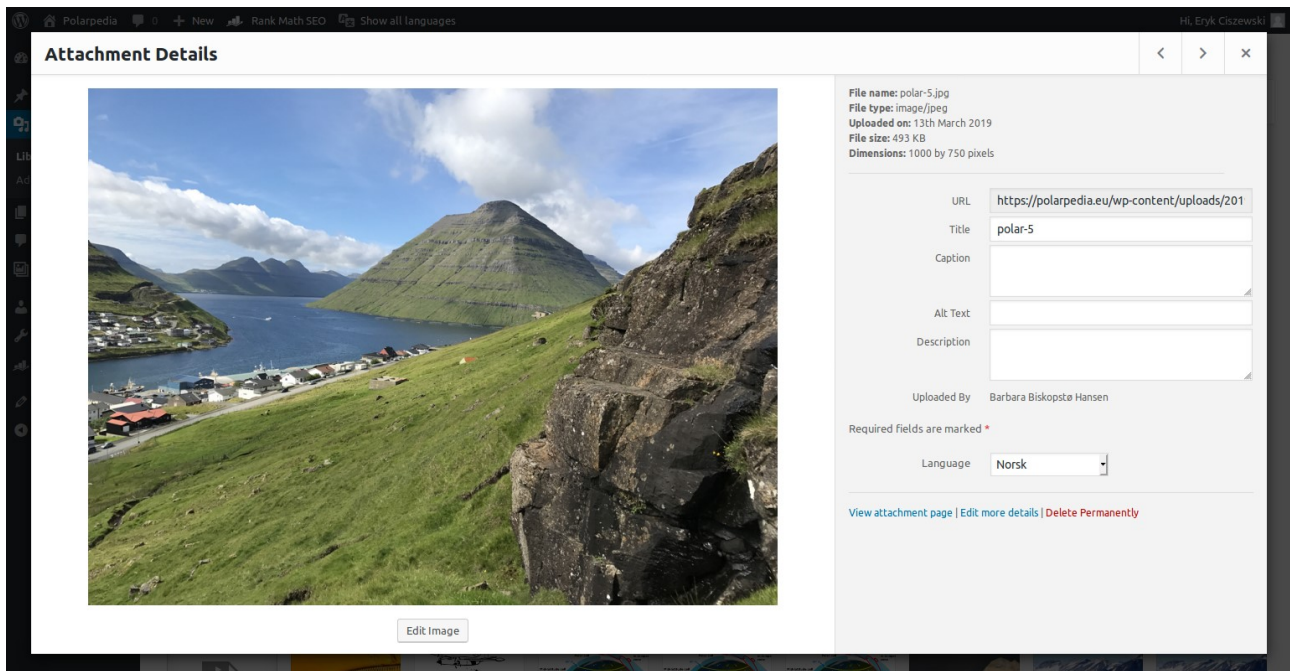 Polarpedia 0 + New Rank Math SEO Show all languages Hi, Eryk Ciszewski
Attachment Details
File name: polar-5.jpg
File type: image/jpeg
Uploaded on: 13th March 2019
File size: 493 KB
Dimensions: 1000 by 750 pixels
URL https://polarpedia.eu/wp-content/uploads/201
Title polar-5
Caption
Alt Text
Description
Uploaded By Barbara Biskopstø Hansen
Required fields are marked *
Language Norsk
View attachment page | Edit more details | Delete Permanently
Edit Image
Lib
Ad